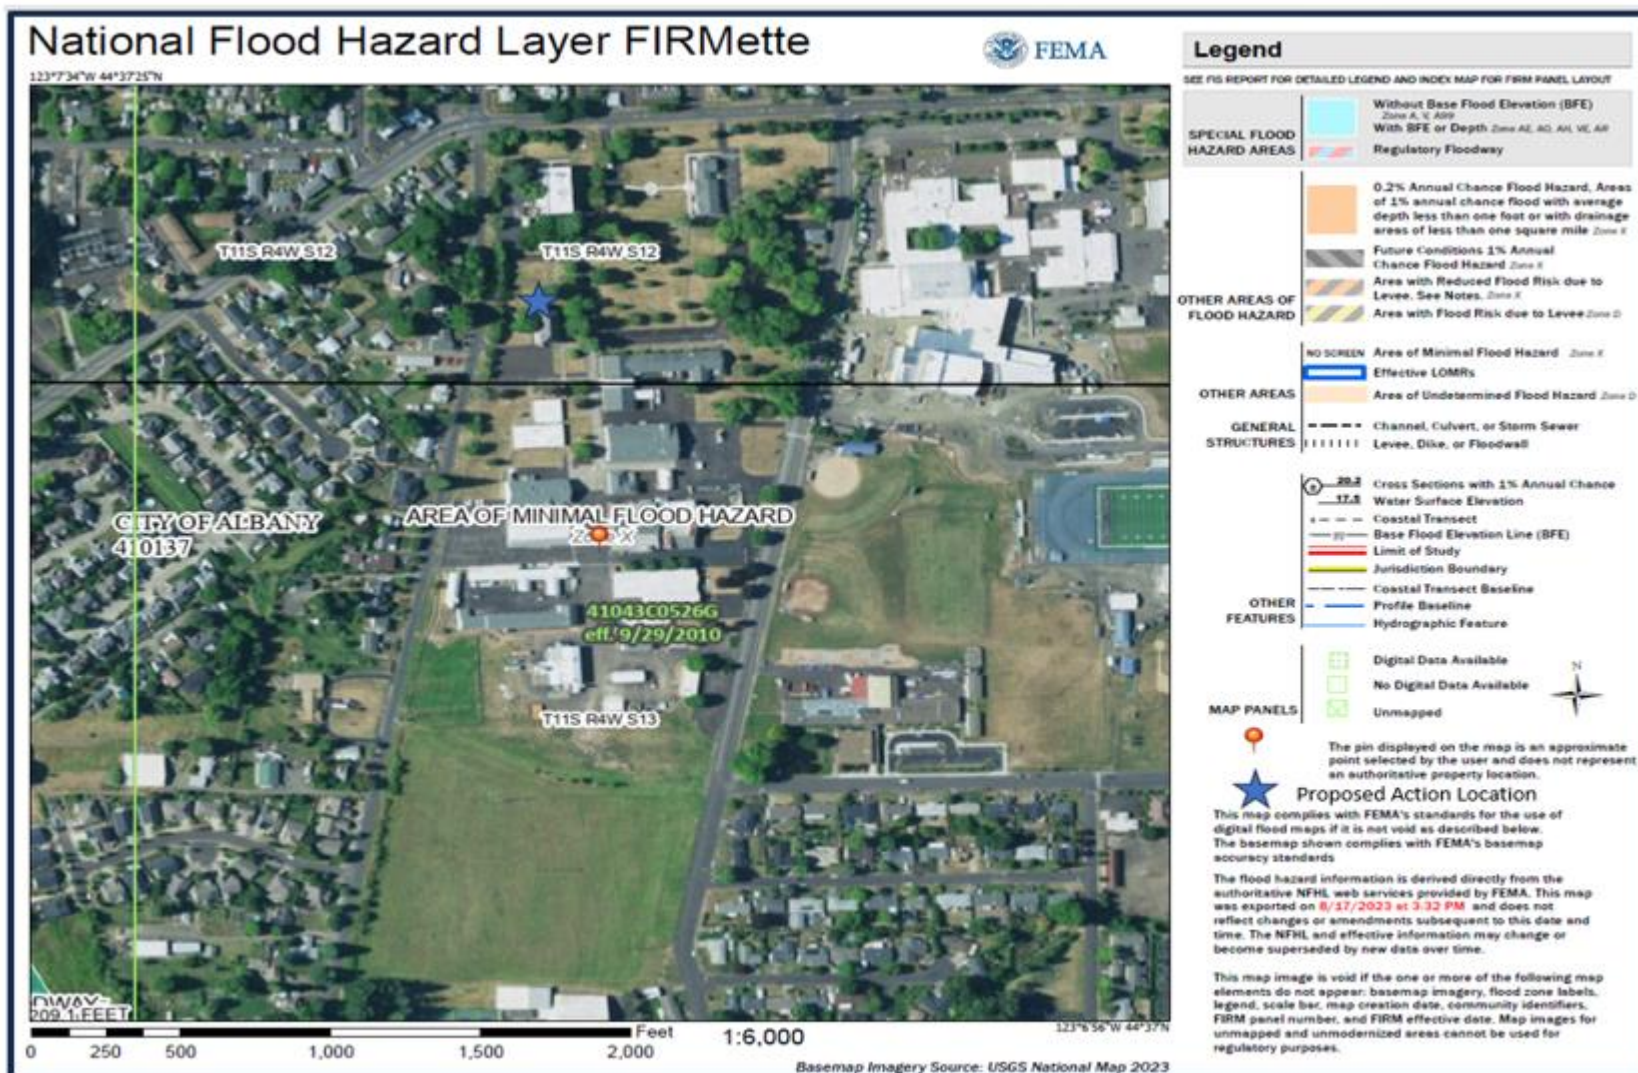 National Flood Hazard Layer FIRMette
FEMA
123°7'34"W 44°37'25"N
T11S R4W S12
T11S R4W S12
CITY OF ALBANY
410137
AREA OF MINIMAL FLOOD HAZARD
Zone X
41043C0526G
eff. 9/29/2010
T11S R4W S13
DWAY
209.1 FEET
123°6'56"W 44°37'N
0 250 500 1,000 1,500 2,000 Feet 1:6,000
Basemap Imagery Source: USGS National Map 2023
Legend
SEE FIS REPORT FOR DETAILED LEGEND AND INDEX MAP FOR FIRM PANEL LAYOUT
SPECIAL FLOOD
HAZARD AREAS
Without Base Flood Elevation (BFE)
Zone A, V, A99
With BFE or Depth Zone AE, AO, AH, VE, AR
Regulatory Floodway
OTHER AREAS OF
FLOOD HAZARD
0.2% Annual Chance Flood Hazard, Areas
of 1% annual chance flood with average
depth less than one foot or with drainage
areas of less than one square mile Zone X
Future Conditions 1% Annual
Chance Flood Hazard Zone X
Area with Reduced Flood Risk due to
Levee. See Notes. Zone X
Area with Flood Risk due to Levee Zone D
OTHER AREAS
NO SCREEN Area of Minimal Flood Hazard Zone X
Effective LOMRs
Area of Undetermined Flood Hazard Zone D
GENERAL
STRUCTURES
Channel, Culvert, or Storm Sewer
Levee, Dike, or Floodwall
OTHER
FEATURES
20.2 Cross Sections with 1% Annual Chance
17.5 Water Surface Elevation
Coastal Transect
Base Flood Elevation Line (BFE)
Limit of Study
Jurisdiction Boundary
Coastal Transect Baseline
Profile Baseline
Hydrographic Feature
MAP PANELS
Digital Data Available
No Digital Data Available
Unmapped
N
The pin displayed on the map is an approximate
point selected by the user and does not represent
an authoritative property location.
Proposed Action Location
This map complies with FEMA's standards for the use of
digital flood maps if it is not void as described below.
The basemap shown complies with FEMA's basemap
accuracy standards
The flood hazard information is derived directly from the
authoritative NFHL web services provided by FEMA. This map
was exported on 8/17/2023 at 3:32 PM and does not
reflect changes or amendments subsequent to this date and
time. The NFHL and effective information may change or
become superseded by new data over time.
This map image is void if the one or more of the following map
elements do not appear: basemap imagery, flood zone labels,
legend, scale bar, map creation date, community identifiers,
FIRM panel number, and FIRM effective date. Map images for
unmapped and unmodernized areas cannot be used for
regulatory purposes.